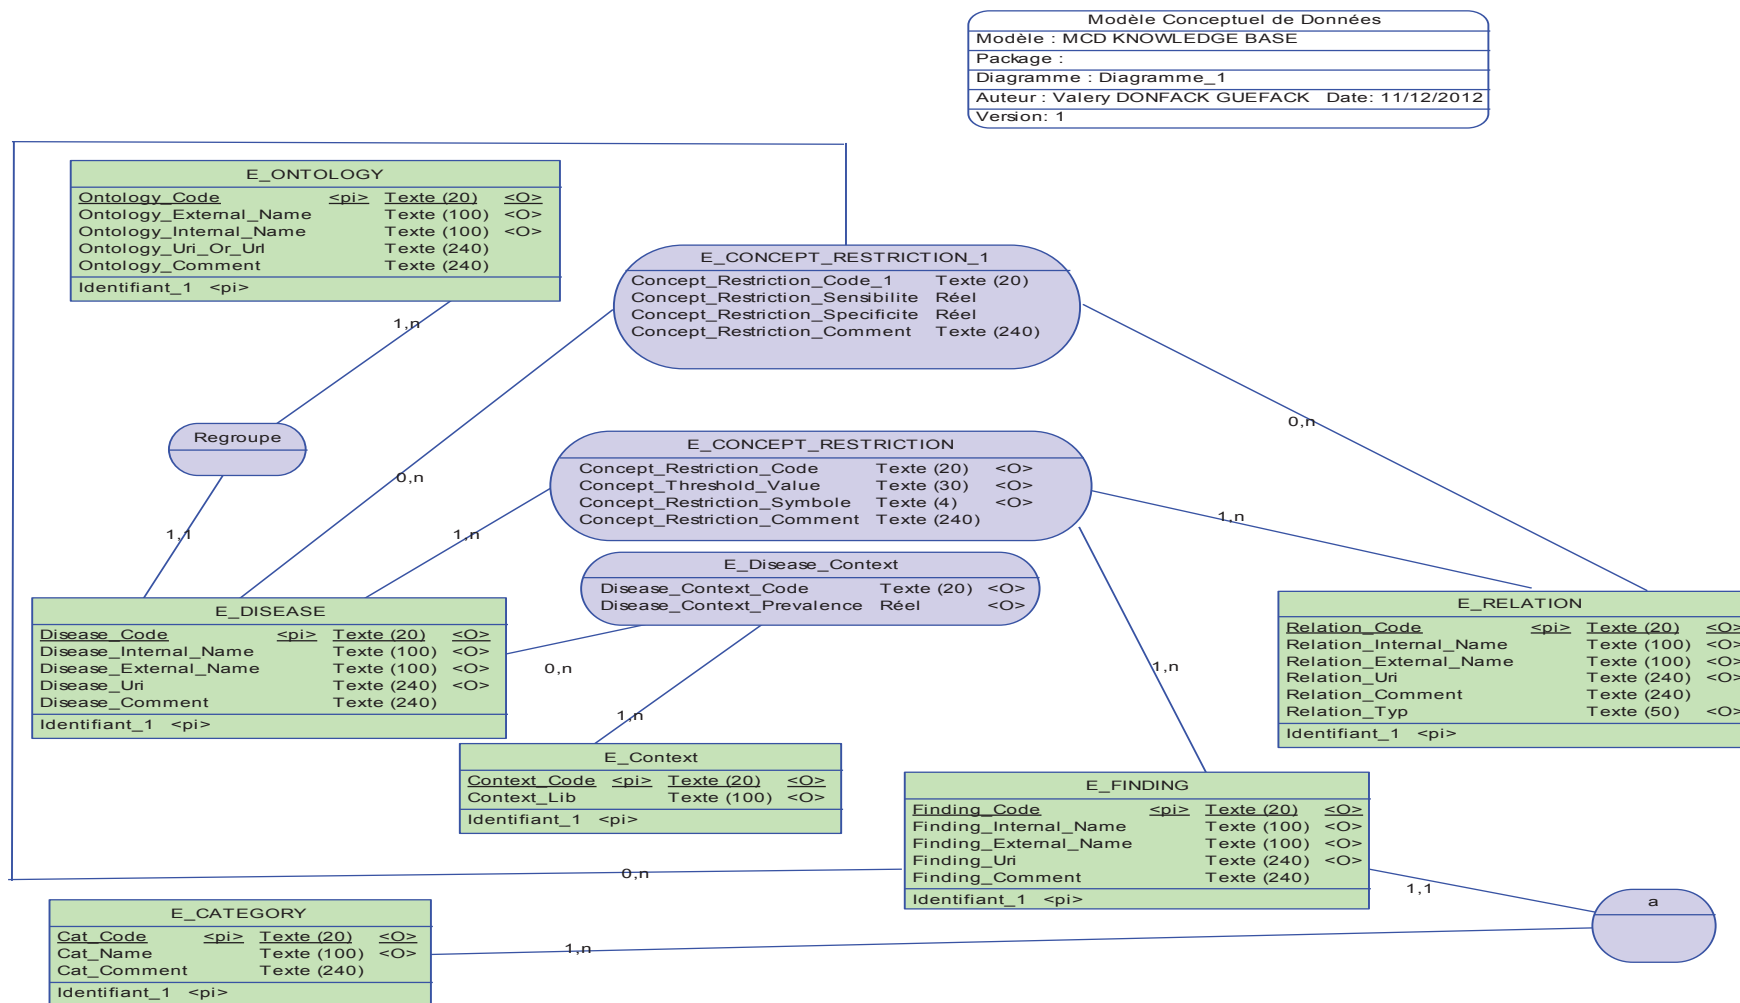 Modèle Conceptuel de Données
Modèle : MCD KNOWLEDGE BASE
Package :
Diagramme : Diagramme_1
Auteur : Valery DONFACK GUEFACK Date: 11/12/2012
Version: 1
E_ONTOLOGY
Ontology_Code <pi> Texte (20) <O>
Ontology_External_Name Texte (100) <O>
Ontology_Internal_Name Texte (100) <O>
Ontology_Uri_Or_Url Texte (240)
Ontology_Comment Texte (240)
Identifiant_1 <pi>
E_CONCEPT_RESTRICTION_1
Concept_Restriction_Code_1 Texte (20)
Concept_Restriction_Sensibilite Réel
Concept_Restriction_Specificite Réel
Concept_Restriction_Comment Texte (240)
1,n
0,n
Regroupe
0,n
E_CONCEPT_RESTRICTION
Concept_Restriction_Code Texte (20) <O>
Concept_Threshold_Value Texte (30) <O>
Concept_Restriction_Symbole Texte (4) <O>
Concept_Restriction_Comment Texte (240)
1,1
1,n
1,n
E_Disease_Context
Disease_Context_Code Texte (20) <O>
Disease_Context_Prevalence Réel <O>
E_DISEASE
Disease_Code <pi> Texte (20) <O>
Disease_Internal_Name Texte (100) <O>
Disease_External_Name Texte (100) <O>
Disease_Uri Texte (240) <O>
Disease_Comment Texte (240)
Identifiant_1 <pi>
0,n
1,n
1,n
E_RELATION
Relation_Code <pi> Texte (20) <O>
Relation_Internal_Name Texte (100) <O>
Relation_External_Name Texte (100) <O>
Relation_Uri Texte (240) <O>
Relation_Comment Texte (240)
Relation_Typ Texte (50) <O>
Identifiant_1 <pi>
E_Context
Context_Code <pi> Texte (20) <O>
Context_Lib Texte (100) <O>
Identifiant_1 <pi>
E_FINDING
Finding_Code <pi> Texte (20) <O>
Finding_Internal_Name Texte (100) <O>
Finding_External_Name Texte (100) <O>
Finding_Uri Texte (240) <O>
Finding_Comment Texte (240)
Identifiant_1 <pi>
0,n
1,1
a
E_CATEGORY
Cat_Code <pi> Texte (20) <O>
Cat_Name Texte (100) <O>
Cat_Comment Texte (240)
Identifiant_1 <pi>
1,n